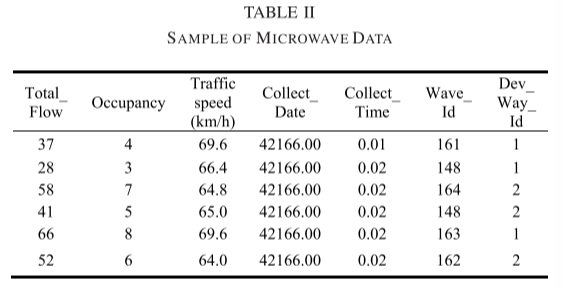 TABLE II
SAMPLE OF MICROWAVE DATA
Total_ Flow Occupancy Traffic speed (km/h) Collect_ Date Collect_ Time Wave_ Id Dev_ Way_ Id
37 4 69.6 42166.00 0.01 161 1
28 3 66.4 42166.00 0.02 148 1
58 7 64.8 42166.00 0.02 164 2
41 5 65.0 42166.00 0.02 148 2
66 8 69.6 42166.00 0.02 163 1
52 6 64.0 42166.00 0.02 162 2